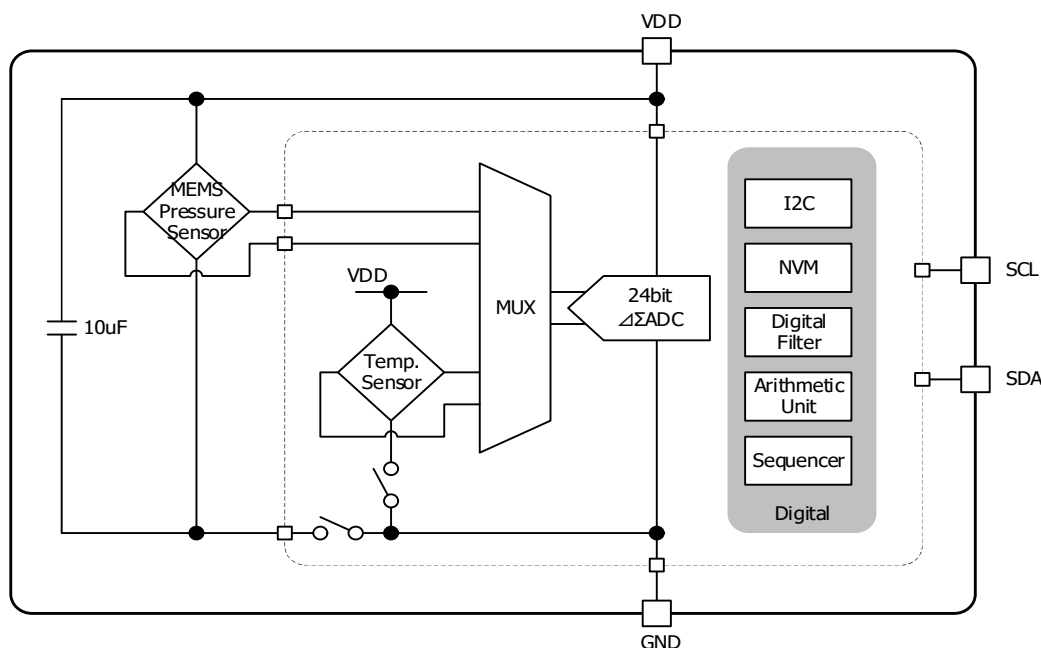 VDD
MEMS
Pressure
Sensor
VDD
Temp.
Sensor
10uF
MUX
24bit
⊿ΣADC
I2C
NVM
Digital
Filter
Arithmetic
Unit
Sequencer
Digital
SCL
SDA
GND